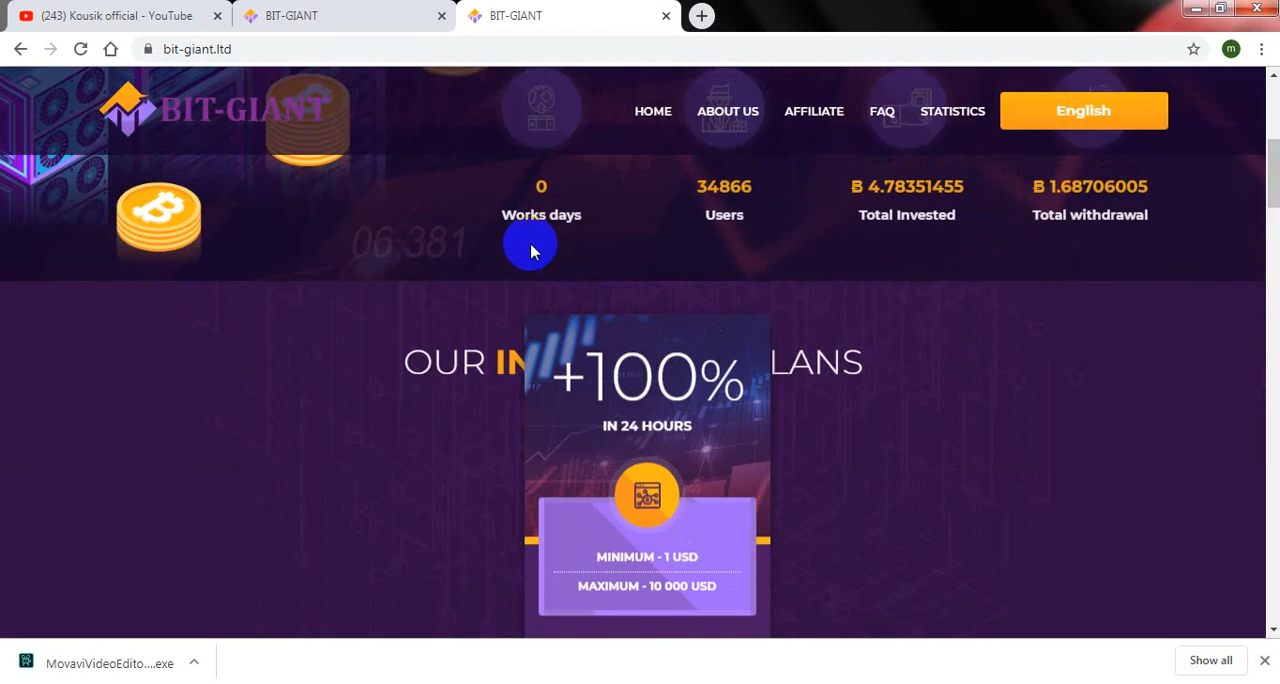 (243) Kousik official - YouTube
BIT-GIANT
BIT-GIANT
bit-giant.ltd
m
BIT-GIANT
HOME
ABOUT US
AFFILIATE
FAQ
STATISTICS
English
0
34866
Ƀ 4.78351455
Ƀ 1.68706005
Works days
Users
Total Invested
Total withdrawal
06.381
OUR IN LANS
+100%
IN 24 HOURS
MINIMUM - 1 USD
MAXIMUM - 10 000 USD
MovaviVideoEdito....exe
Show all